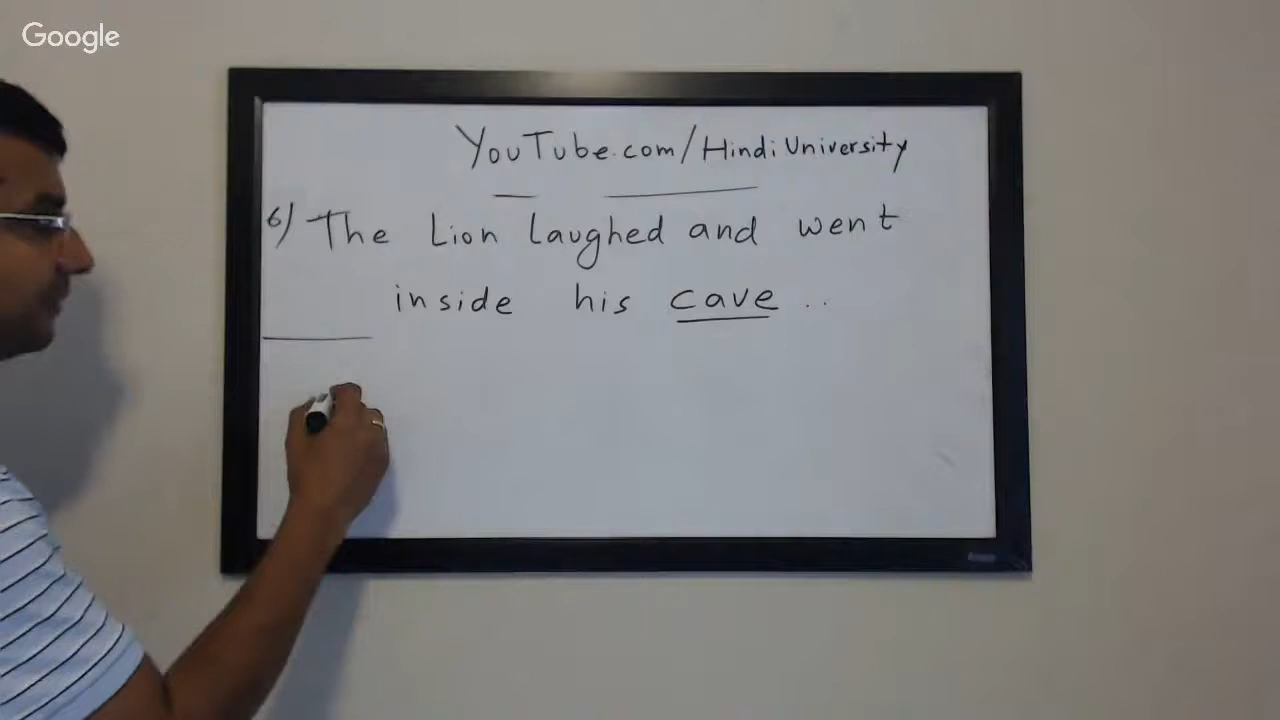 Google
YouTube.com/HindiUniversity
6) The Lion laughed and went
inside his cave ..